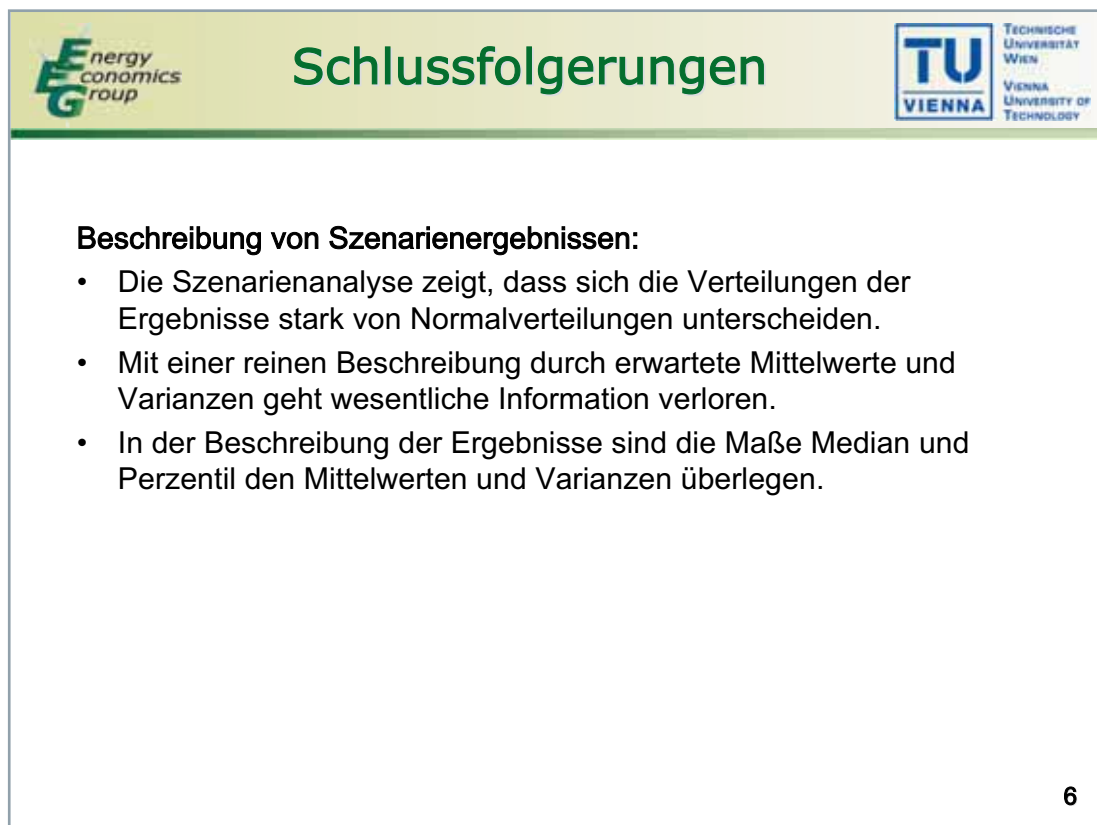 Energy
Economics
Group
Schlussfolgerungen
TU
VIENNA
TECHNISCHE
UNIVERSITÄT
WIEN
VIENNA
UNIVERSITY OF
TECHNOLOGY
Beschreibung von Szenarienergebnissen:
• Die Szenarienanalyse zeigt, dass sich die Verteilungen der
Ergebnisse stark von Normalverteilungen unterscheiden.
• Mit einer reinen Beschreibung durch erwartete Mittelwerte und
Varianzen geht wesentliche Information verloren.
• In der Beschreibung der Ergebnisse sind die Maße Median und
Perzentil den Mittelwerten und Varianzen überlegen.
6